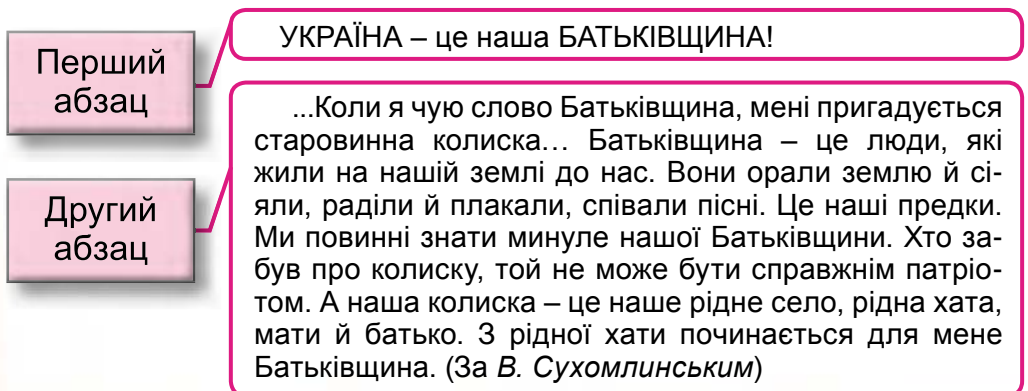 Перший
абзац
УКРАЇНА – це наша БАТЬКІВЩИНА!
Другий
абзац
...Коли я чую слово Батьківщина, мені пригадується
старовинна колиска… Батьківщина – це люди, які
жили на нашій землі до нас. Вони орали землю й сі-
яли, раділи й плакали, співали пісні. Це наші предки.
Ми повинні знати минуле нашої Батьківщини. Хто за-
був про колиску, той не може бути справжнім патріо-
том. А наша колиска – це наше рідне село, рідна хата,
мати й батько. З рідної хати починається для мене
Батьківщина. (За В. Сухомлинським)